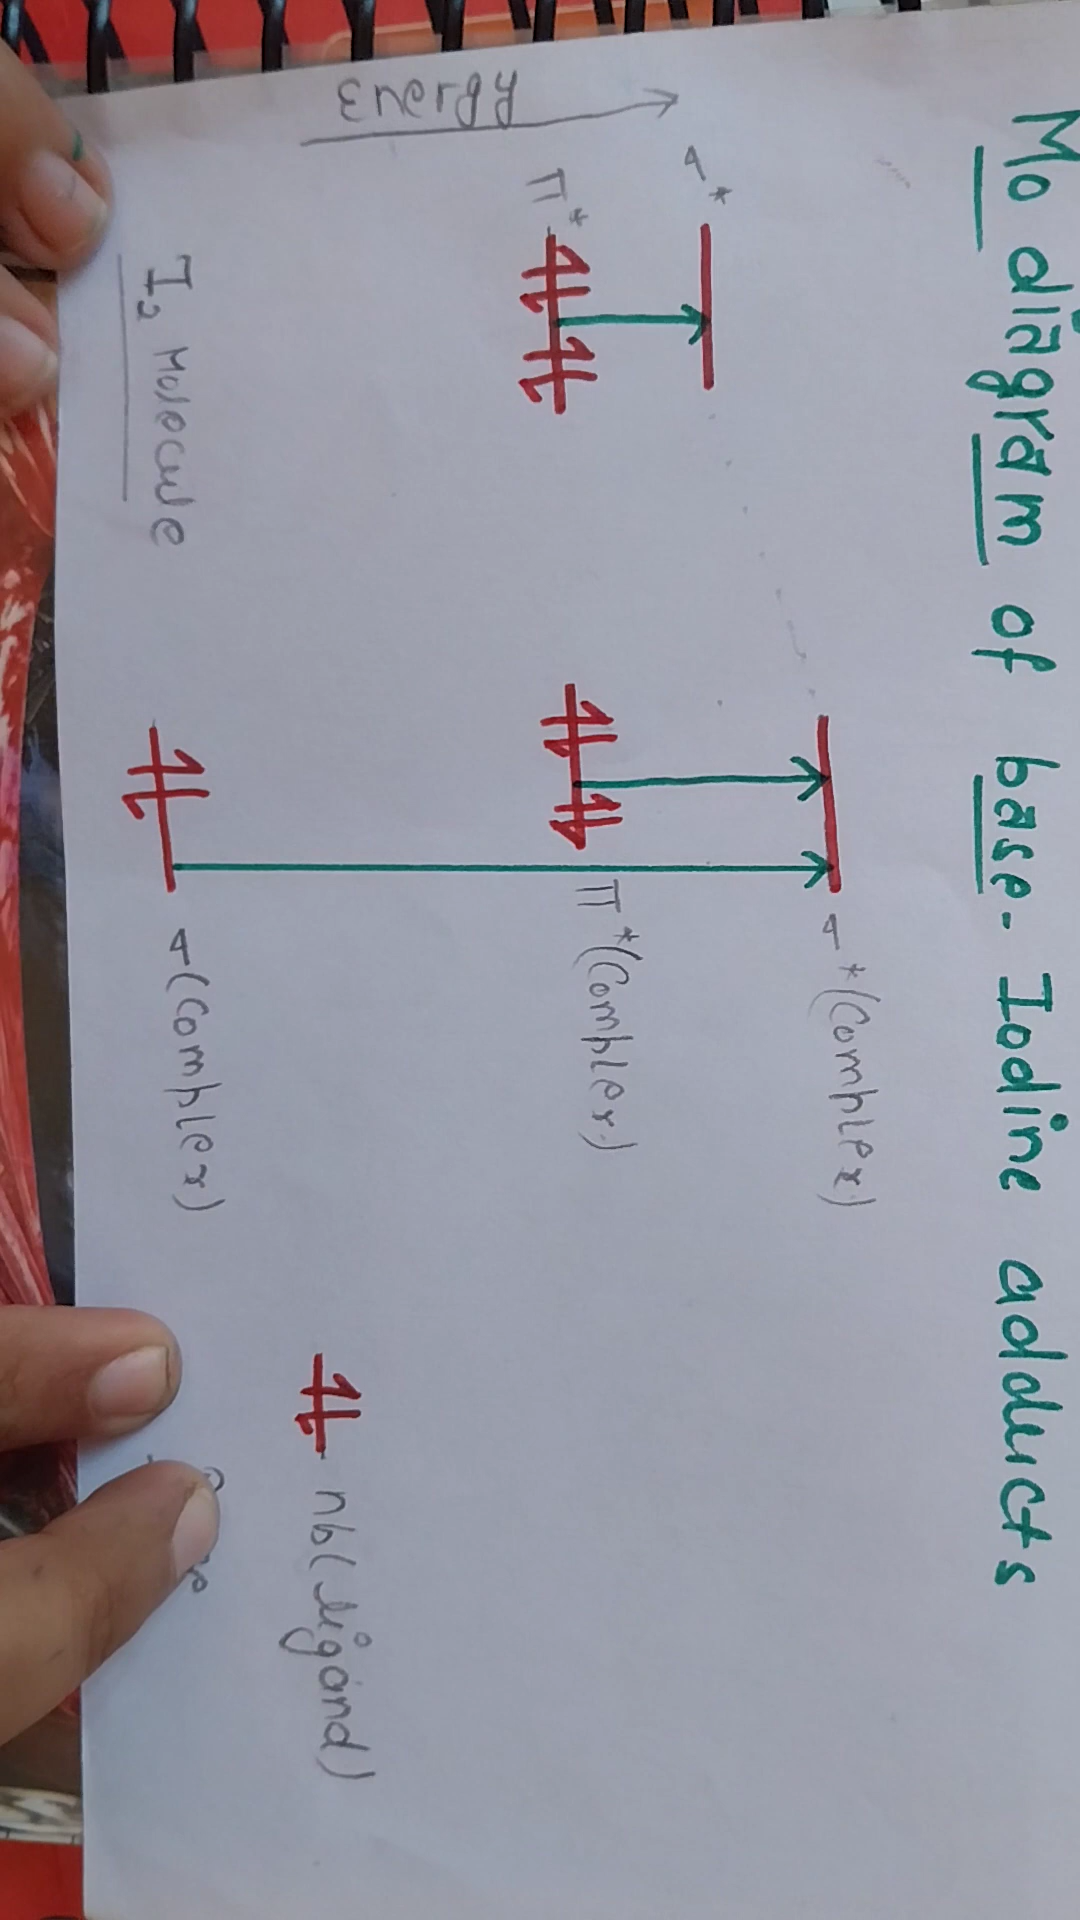 Mo diagram of base-Iodine adducts
Energy
σ*
π*
I₂ Molecule
σ*(Complex)
π*(Complex)
σ(Complex)
nb(ligand)